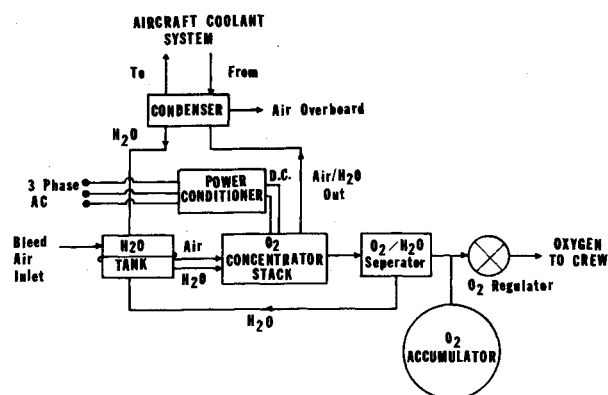 AIRCRAFT COOLANT
SYSTEM
To
From
CONDENSER
Air Overboard
H2O
3 Phase
AC
POWER
CONDITIONER
D.C.
Air/H2O
Out
Bleed
Air
Inlet
H2O
TANK
Air
H2O
O2
CONCENTRATOR
STACK
O2/H2O
Seperator
OXYGEN
TO CREW
O2 Regulator
H2O
O2
ACCUMULATOR